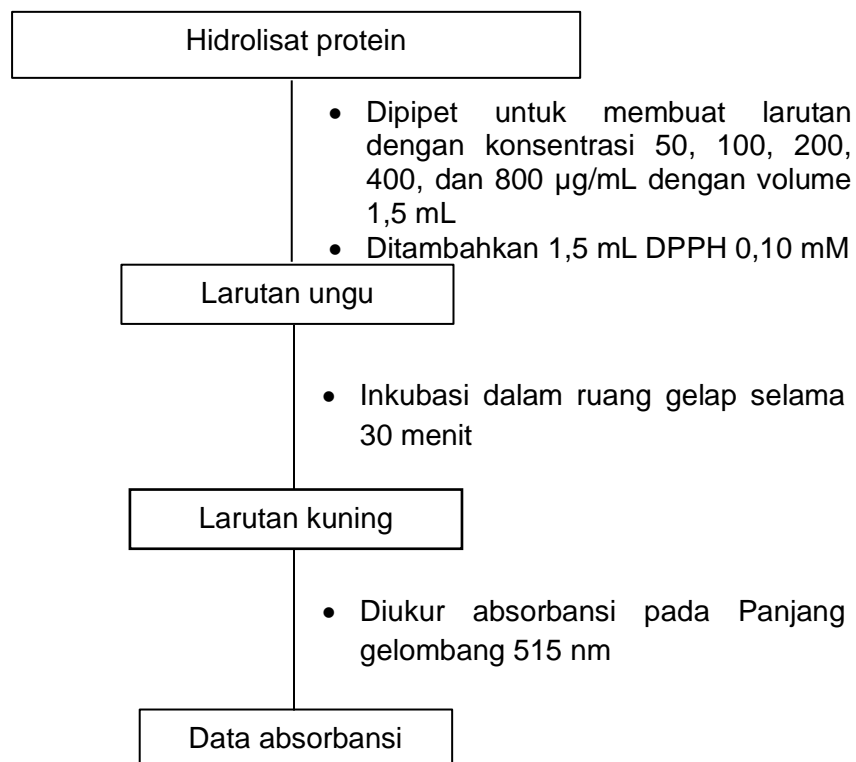 Hidrolisat protein
• Dipipet untuk membuat larutan
dengan konsentrasi 50, 100, 200,
400, dan 800 µg/mL dengan volume
1,5 mL
• Ditambahkan 1,5 mL DPPH 0,10 mM
Larutan ungu
• Inkubasi dalam ruang gelap selama
30 menit
Larutan kuning
• Diukur absorbansi pada Panjang
gelombang 515 nm
Data absorbansi